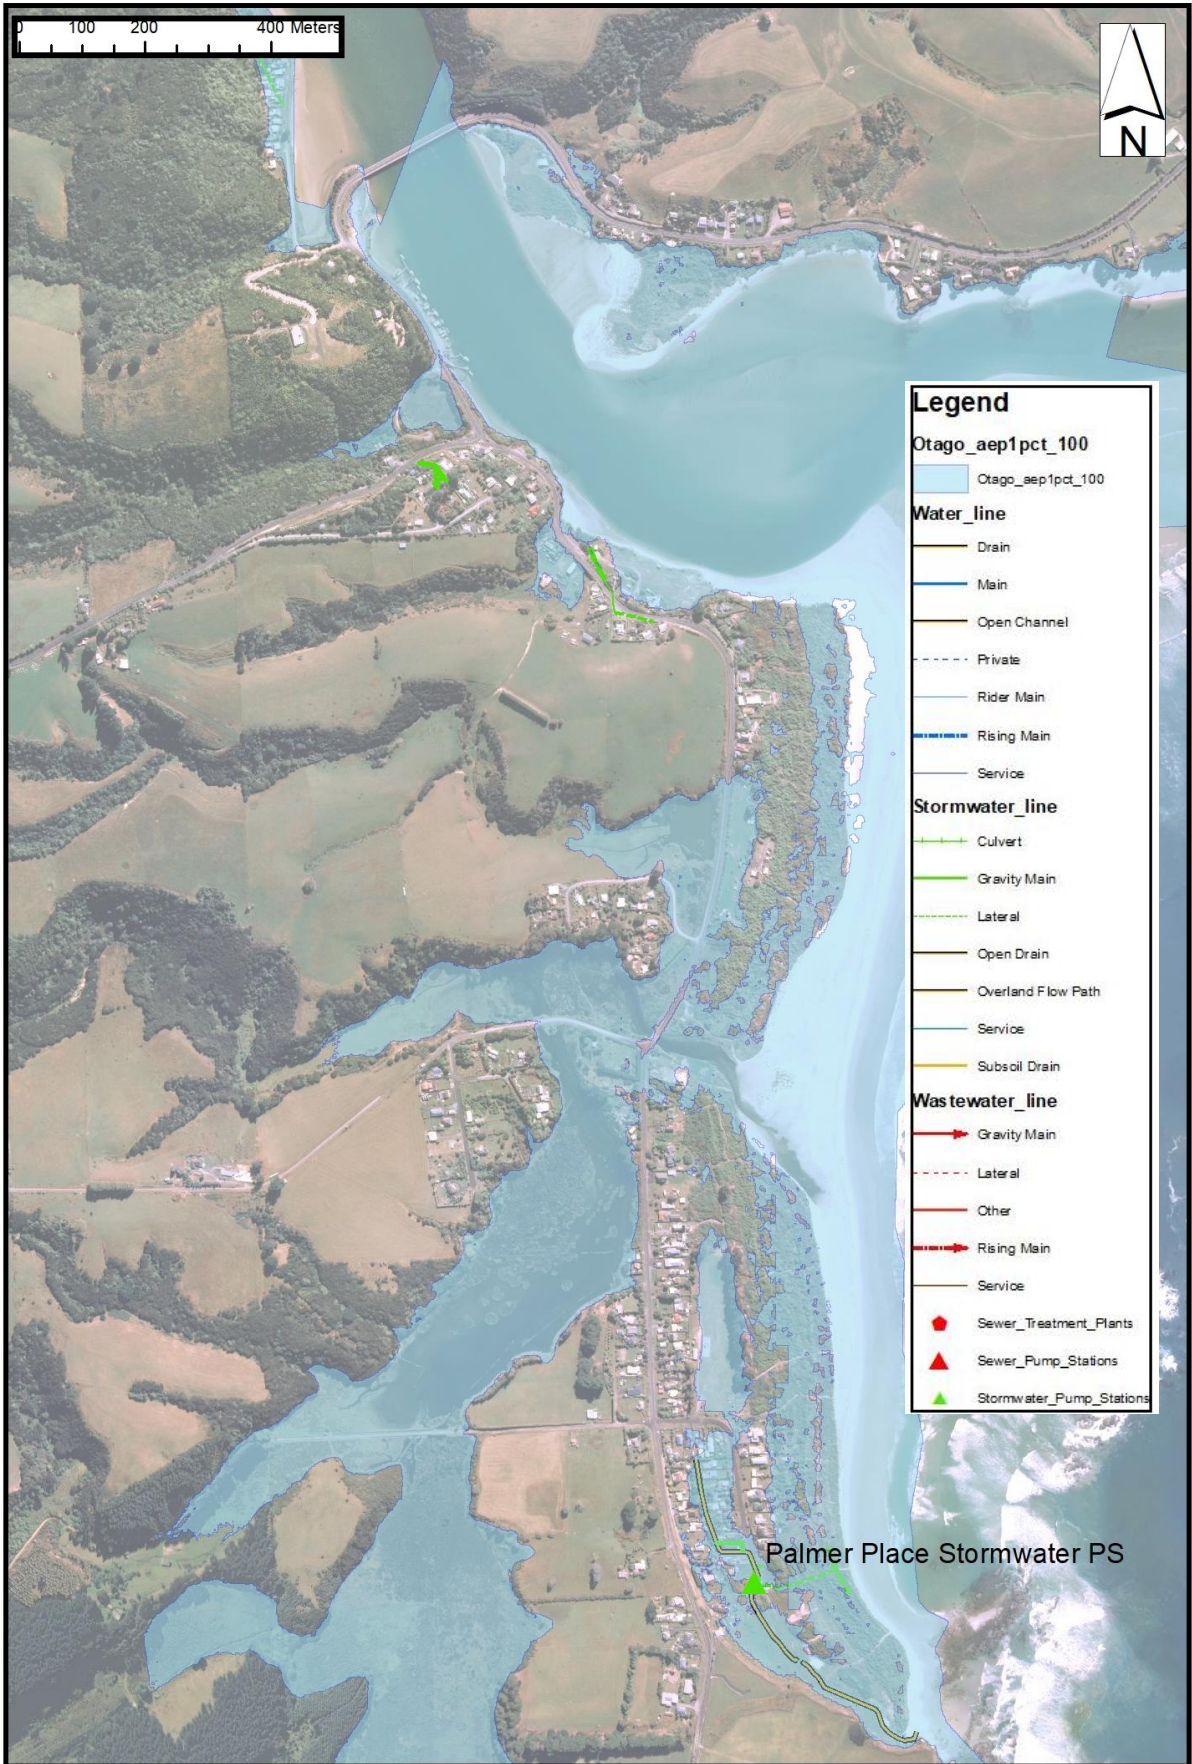 0 100 200 400 Meters
N
Legend
Otago_aep1pct_100
Otago_aep1pct_100
Water_line
Drain
Main
Open Channel
Private
Rider Main
Rising Main
Service
Stormwater_line
Culvert
Gravity Main
Lateral
Open Drain
Overland Flow Path
Service
Subsoil Drain
Wastewater_line
Gravity Main
Lateral
Other
Rising Main
Service
Sewer_Treatment_Plants
Sewer_Pump_Stations
Stormwater_Pump_Stations
Palmer Place Stormwater PS